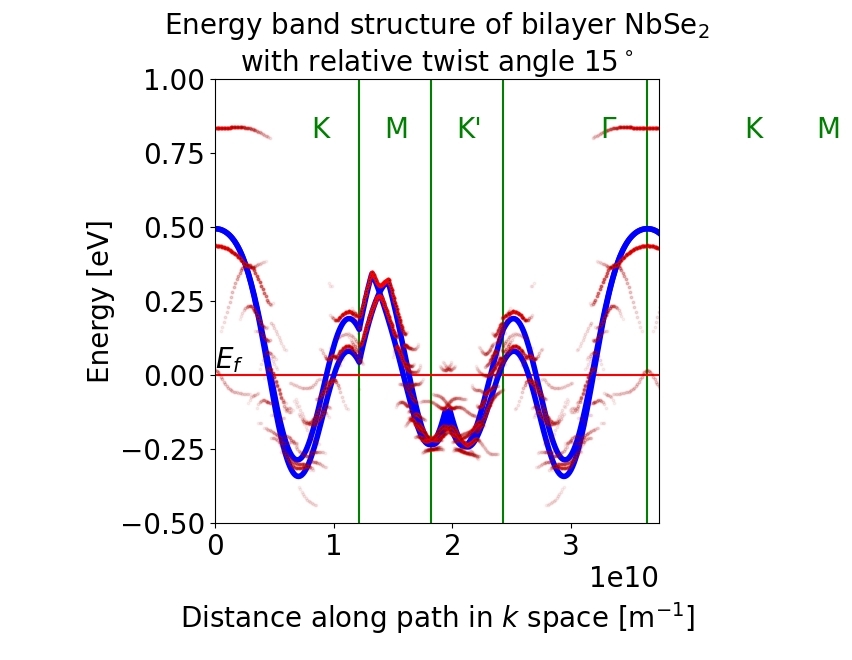 Energy band structure of bilayer NbSe₂
with relative twist angle 15°
1.00
K M K' Γ K M
0.75
0.50
0.25
E_f
0.00
−0.25
−0.50
0 1 2 3
1e10
Energy [eV]
Distance along path in k space [m⁻¹]